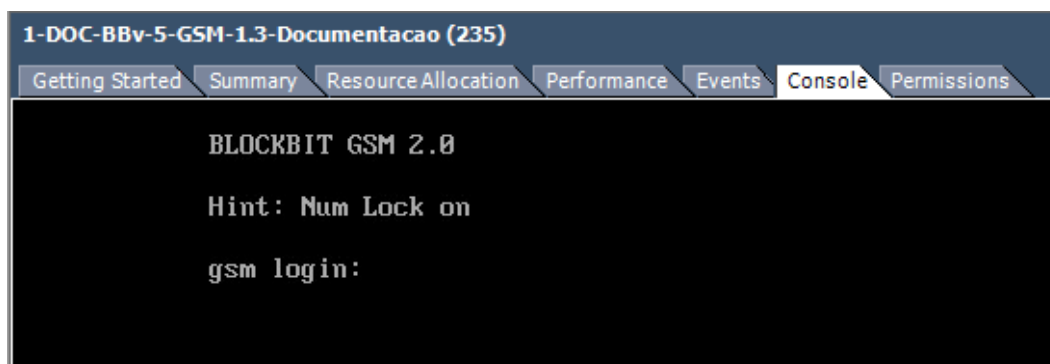 1-DOC-BBv-5-GSM-1.3-Documentacao (235)
Getting Started Summary Resource Allocation Performance Events Console Permissions
BLOCKBIT GSM 2.0
Hint: Num Lock on
gsm login: